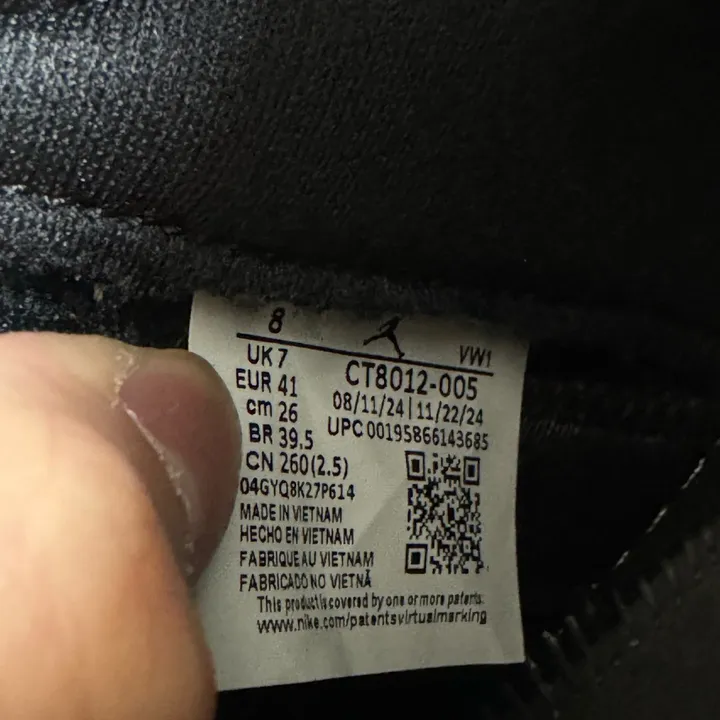 8
VW1
UK 7
CT8012-005
EUR 41
08/11/24 | 11/22/24
cm 26
UPC 00195866143685
BR 39.5
CN 260(2.5)
04GYQ8K27P614
MADE IN VIETNAM
HECHO EN VIETNAM
FABRIQUE AU VIETNAM
FABRICADO NO VIETNÃ
This product is covered by one or more patents:
www.nike.com/patentsvirtualmarking